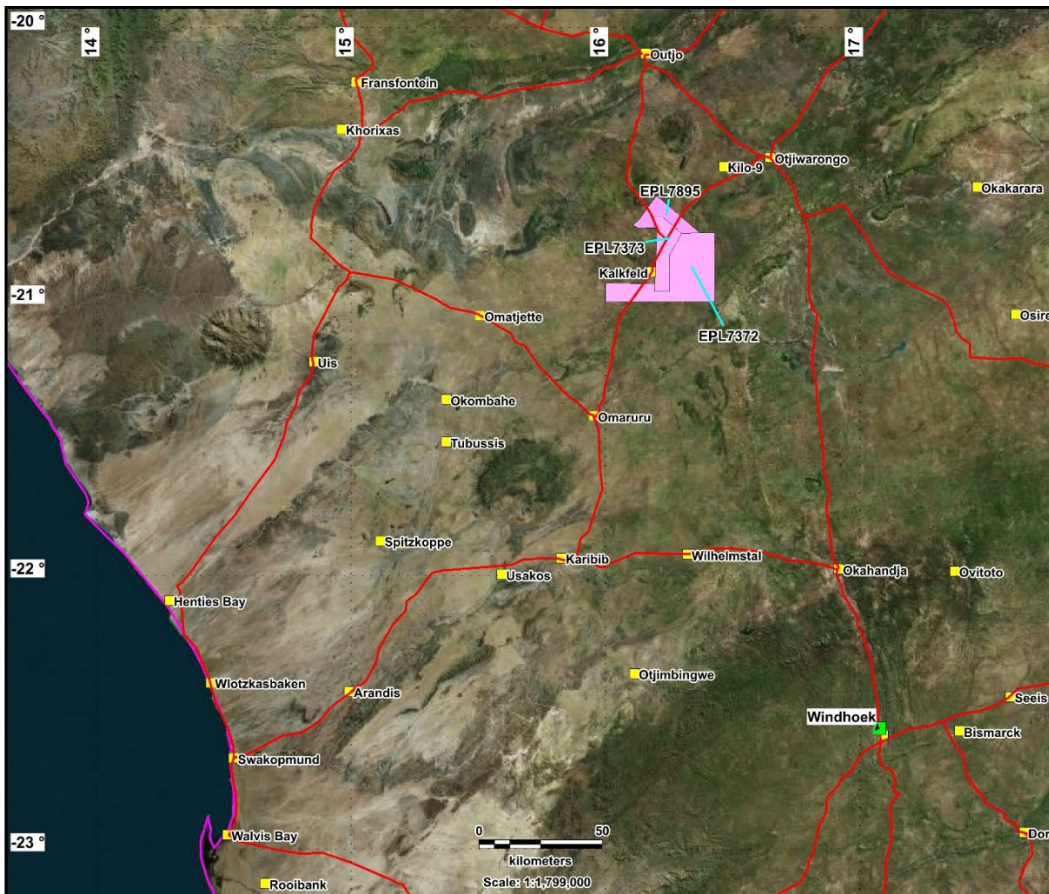 -20 °
14 °
15 °
16 °
17 °
Outjo
Fransfontein
Khorixas
Otjiwarongo
Kilo-9
EPL7895
Okakarara
EPL7373
Kalkfeld
-21 °
Omatjette
Osire
EPL7372
Uis
Okombahe
Omaruru
Tubussis
Spitzkoppe
Karibib
Wilhelmstal
-22 °
Usakos
Okahandja
Ovitoto
Henties Bay
Wlotzkasbaken
Arandis
Otjimbingwe
Seeis
Windhoek
Bismarck
Swakopmund
Walvis Bay
Dor
-23 °
0
50
kilometers
Rooibank
Scale: 1:1,799,000